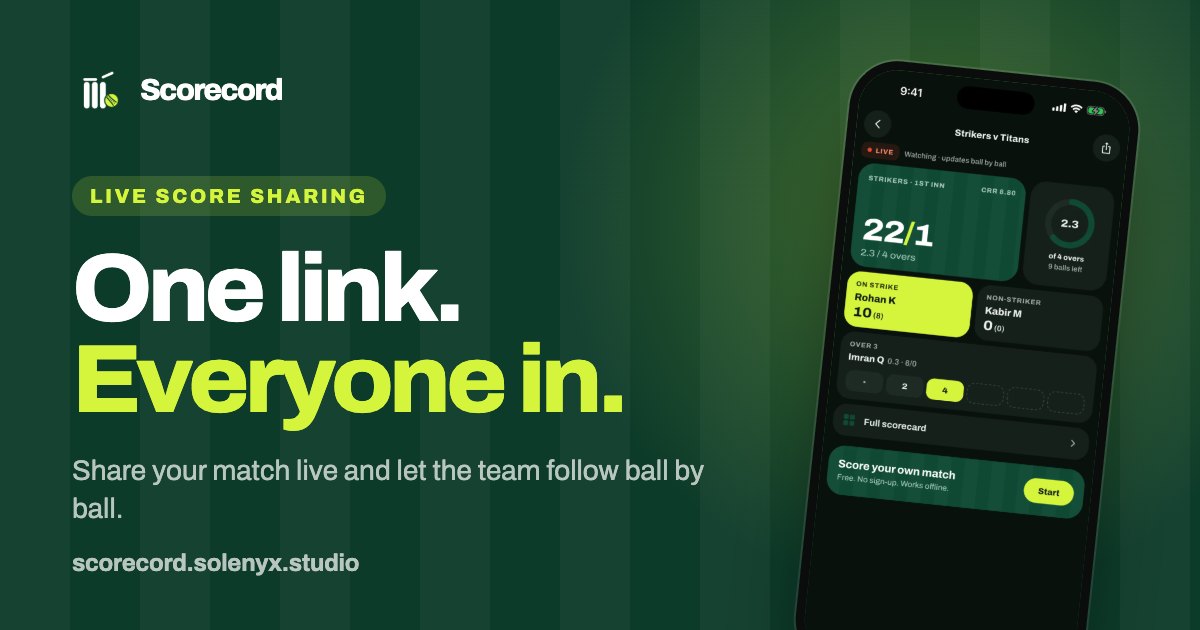 Scorecord
LIVE SCORE SHARING
One link.
Everyone in.
Share your match live and let the team follow ball by
ball.
scorecord.solenyx.studio
9:41
Strikers v Titans
LIVE
Watching · updates ball by ball
STRIKERS · 1ST INN
CRR 8.80
22/1
2.3 / 4 overs
2.3
of 4 overs
9 balls left
ON STRIKE
Rohan K
10 (8)
NON-STRIKER
Kabir M
0 (0)
OVER 3
Imran Q 0.3 · 6/0
· 2 4
Full scorecard
Score your own match
Free. No sign-up. Works offline.
Start